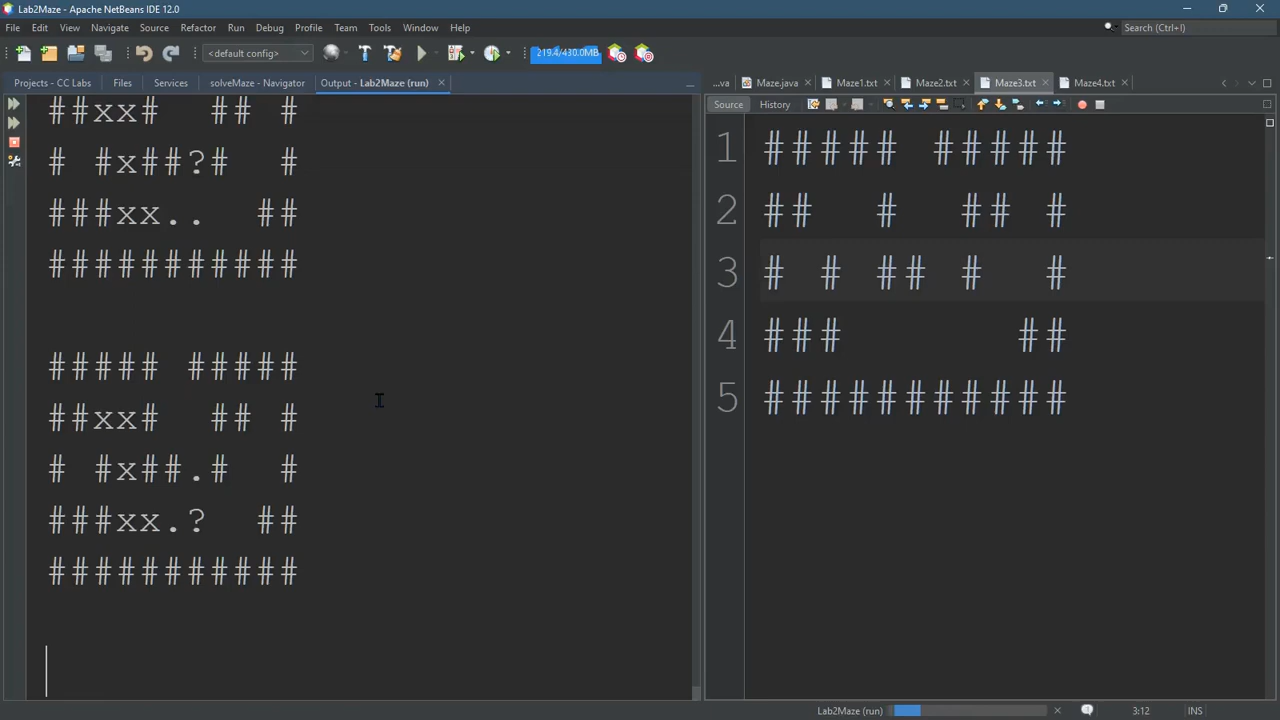 Lab2Maze - Apache NetBeans IDE 12.0
File Edit View Navigate Source Refactor Run Debug Profile Team Tools Window Help
Search (Ctrl+I)
<default config>
219.4/430.0MB
Projects - CC Labs Files Services solveMaze - Navigator Output - Lab2Maze (run)
...va Maze.java Maze1.txt Maze2.txt Maze3.txt Maze4.txt
Source History
##xx#  ## #
# #x##?#  #
###xx..  ##
###########
##### #####
##xx#  ## #
# #x##.#  #
###xx.?  ##
###########
1 ##### #####
2 ##  #  ## #
3 # # ## #  #
4 ###      ##
5 ###########
Lab2Maze (run)
3:12
INS